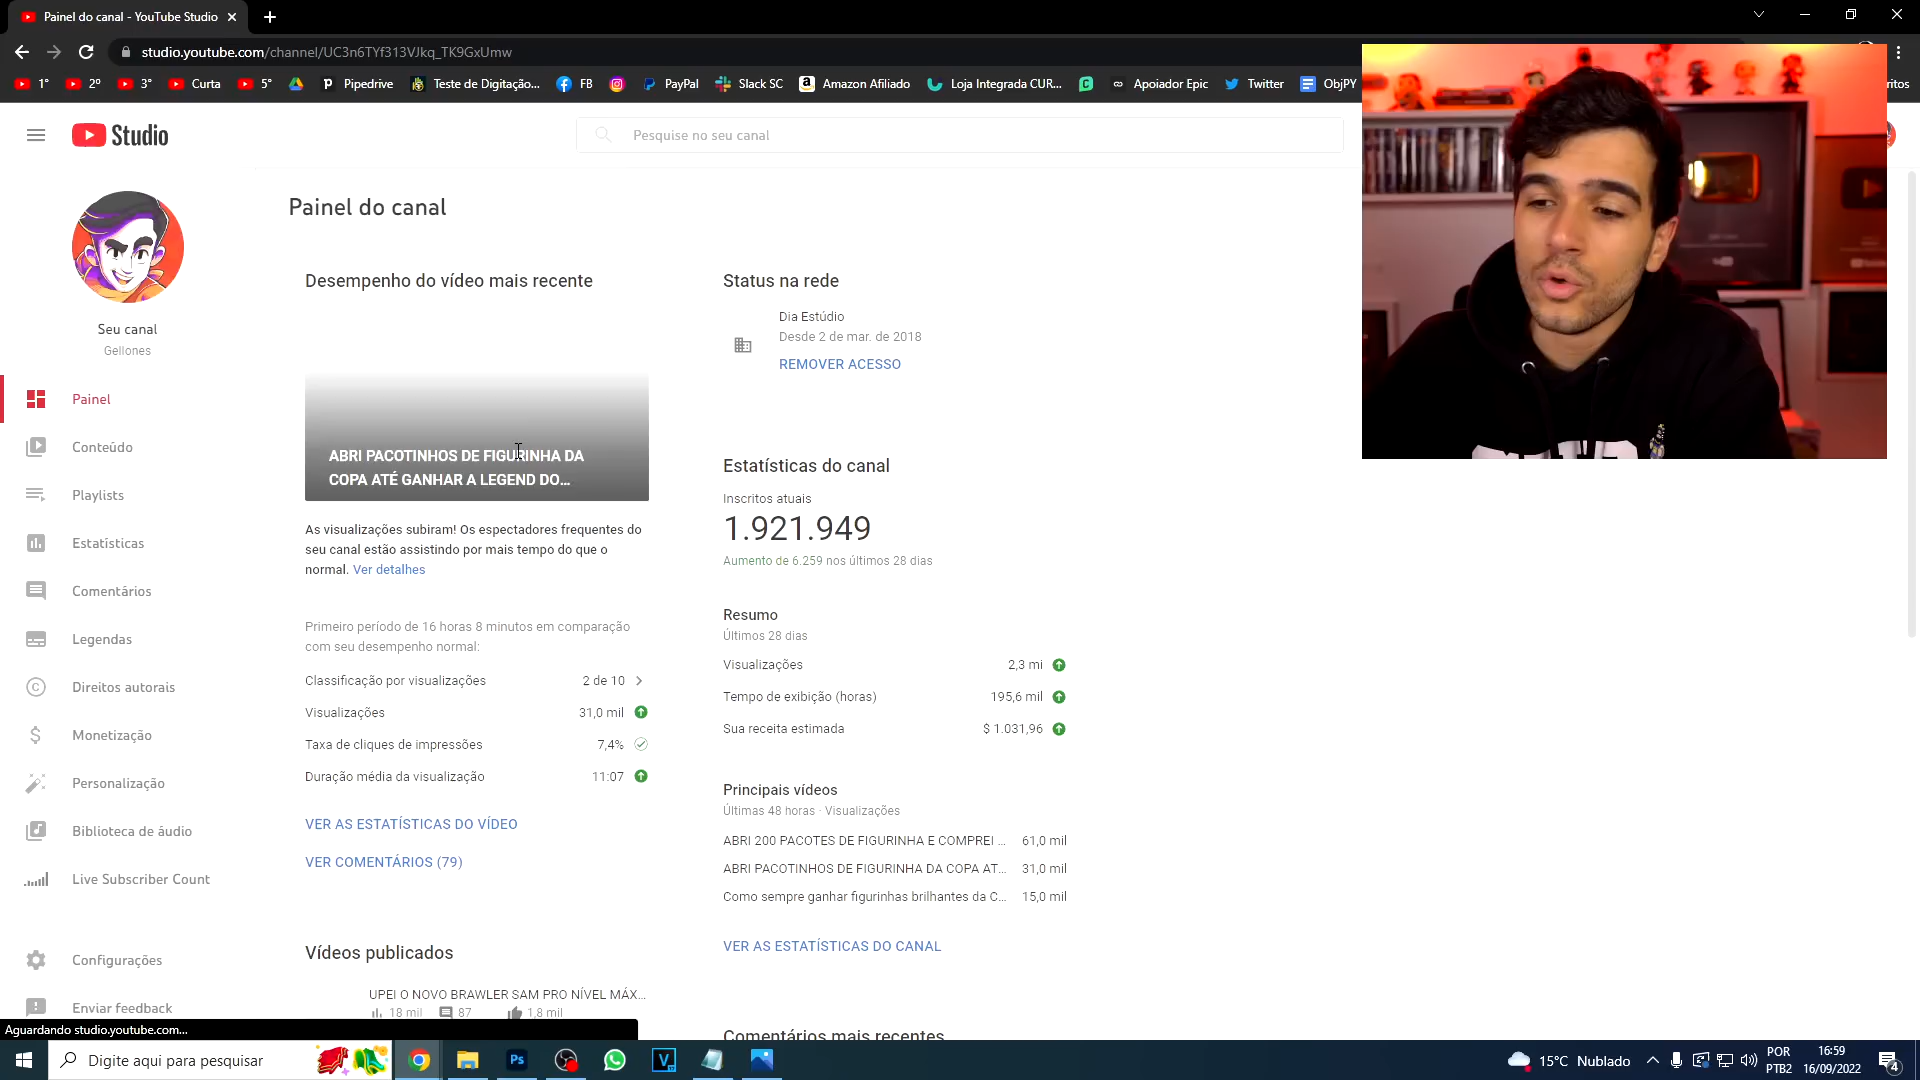 Painel do canal - YouTube Studio
studio.youtube.com/channel/UC3n6TYf313VJkq_TK9GxUmw
1° 2º 3° Curta 5° Pipedrive Teste de Digitação... FB PayPal Slack SC Amazon Afiliado Loja Integrada CUR... Apoiador Epic Twitter ObjPY
Studio
Pesquise no seu canal
Seu canal
Gellones
Painel
Conteúdo
Playlists
Estatísticas
Comentários
Legendas
Direitos autorais
Monetização
Personalização
Biblioteca de áudio
Live Subscriber Count
Configurações
Enviar feedback
Painel do canal
Desempenho do vídeo mais recente
ABRI PACOTINHOS DE FIGURINHA DA
COPA ATÉ GANHAR A LEGEND DO...
As visualizações subiram! Os espectadores frequentes do
seu canal estão assistindo por mais tempo do que o
normal. Ver detalhes
Primeiro período de 16 horas 8 minutos em comparação
com seu desempenho normal:
Classificação por visualizações 2 de 10
Visualizações 31,0 mil
Taxa de cliques de impressões 7,4%
Duração média da visualização 11:07
VER AS ESTATÍSTICAS DO VÍDEO
VER COMENTÁRIOS (79)
Vídeos publicados
UPEI O NOVO BRAWLER SAM PRO NÍVEL MÁX...
18 mil 87 1,8 mil
Status na rede
Dia Estúdio
Desde 2 de mar. de 2018
REMOVER ACESSO
Estatísticas do canal
Inscritos atuais
1.921.949
Aumento de 6.259 nos últimos 28 dias
Resumo
Últimos 28 dias
Visualizações 2,3 mi
Tempo de exibição (horas) 195,6 mil
Sua receita estimada $ 1.031,96
Principais vídeos
Últimas 48 horas · Visualizações
ABRI 200 PACOTES DE FIGURINHA E COMPREI ... 61,0 mil
ABRI PACOTINHOS DE FIGURINHA DA COPA AT... 31,0 mil
Como sempre ganhar figurinhas brilhantes da C... 15,0 mil
VER AS ESTATÍSTICAS DO CANAL
Comentários mais recentes
Aguardando studio.youtube.com...
Digite aqui para pesquisar
Ps
V
15°C Nublado
POR
PTB2
16:59
16/09/2022
4